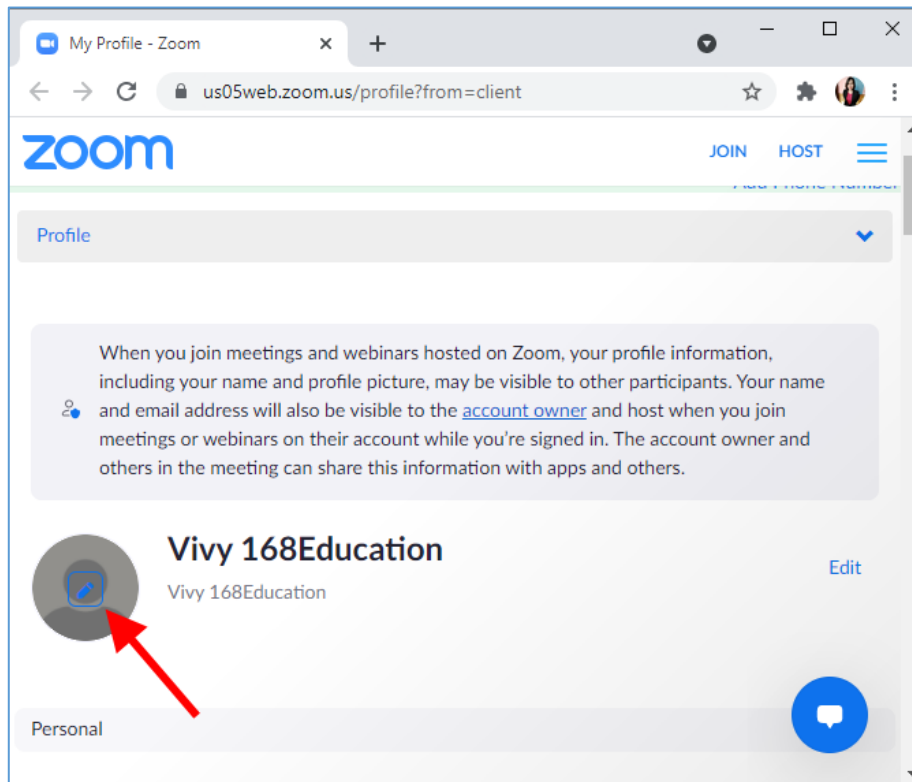 My Profile - Zoom
us05web.zoom.us/profile?from=client
zoom
JOIN HOST
Add Phone Number
Profile
When you join meetings and webinars hosted on Zoom, your profile information,
including your name and profile picture, may be visible to other participants. Your name
and email address will also be visible to the account owner and host when you join
meetings or webinars on their account while you're signed in. The account owner and
others in the meeting can share this information with apps and others.
Vivy 168Education
Vivy 168Education
Edit
Personal